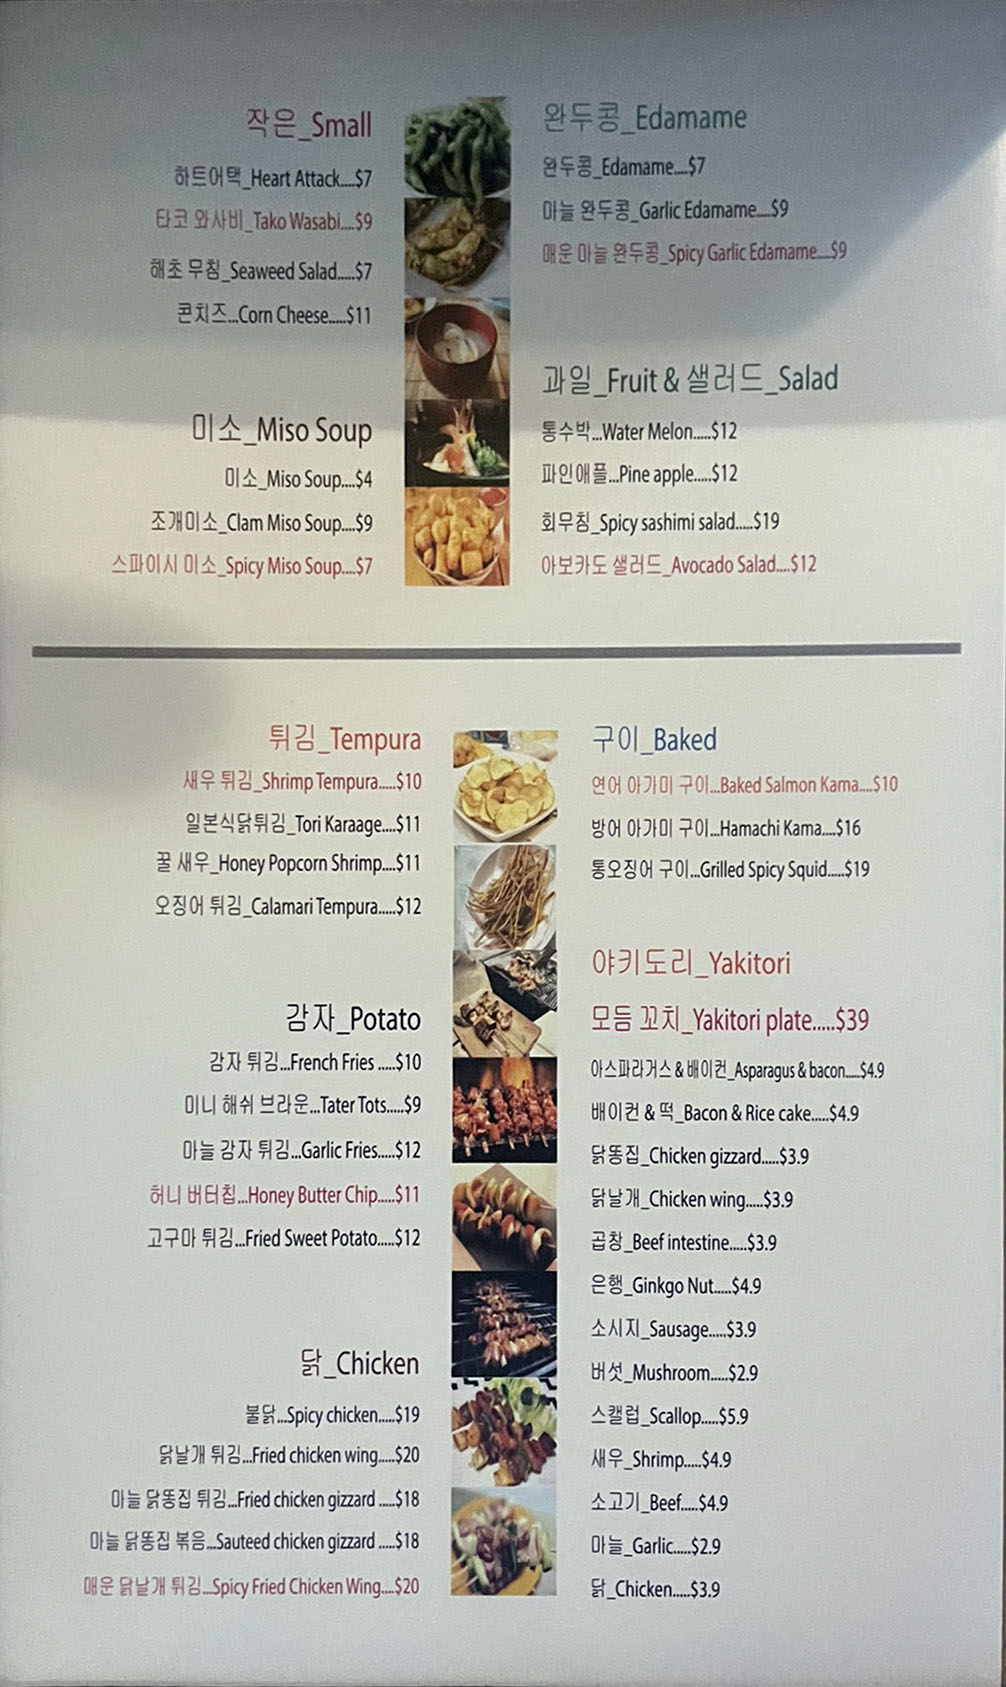 작은_Small
하트어택_Heart Attack....$7
타코 와사비_Tako Wasabi....$9
해초 무침_Seaweed Salad.....$7
콘치즈...Corn Cheese.....$11
미소_Miso Soup
미소_Miso Soup....$4
조개미소_Clam Miso Soup....$9
스파이시 미소_Spicy Miso Soup....$7
완두콩_Edamame
완두콩_Edamame....$7
마늘 완두콩_Garlic Edamame....$9
매운 마늘 완두콩_Spicy Garlic Edamame....$9
과일_Fruit & 샐러드_Salad
통수박...Water Melon.....$12
파인애플...Pine apple.....$12
회무침_Spicy sashimi salad.....$19
아보카도 샐러드_Avocado Salad....$12
튀김_Tempura
새우 튀김_Shrimp Tempura.....$10
일본식닭튀김_Tori Karaage....$11
꿀 새우_Honey Popcorn Shrimp....$11
오징어 튀김_Calamari Tempura.....$12
감자_Potato
감자 튀김...French Fries .....$10
미니 해쉬 브라운...Tater Tots.....$9
마늘 감자 튀김...Garlic Fries.....$12
허니 버터칩...Honey Butter Chip.....$11
고구마 튀김...Fried Sweet Potato.....$12
닭_Chicken
불닭...Spicy chicken.....$19
닭날개 튀김...Fried chicken wing....$20
마늘 닭똥집 튀김...Fried chicken gizzard .....$18
마늘 닭똥집 볶음...Sauteed chicken gizzard .....$18
매운 닭날개 튀김...Spicy Fried Chicken Wing....$20
구이_Baked
연어 아가미 구이...Baked Salmon Kama....$10
방어 아가미 구이...Hamachi Kama....$16
통오징어 구이...Grilled Spicy Squid.....$19
야키도리_Yakitori
모듬 꼬치_Yakitori plate.....$39
아스파라거스 & 배이컨_Asparagus & bacon.....$4.9
배이컨 & 떡_Bacon & Rice cake.....$4.9
닭똥집_Chicken gizzard.....$3.9
닭날개_Chicken wing.....$3.9
곱창_Beef intestine.....$3.9
은행_Ginkgo Nut.....$4.9
소시지_Sausage.....$3.9
버섯_Mushroom.....$2.9
스캘럽_Scallop.....$5.9
새우_Shrimp.....$4.9
소고기_Beef.....$4.9
마늘_Garlic.....$2.9
닭_Chicken.....$3.9